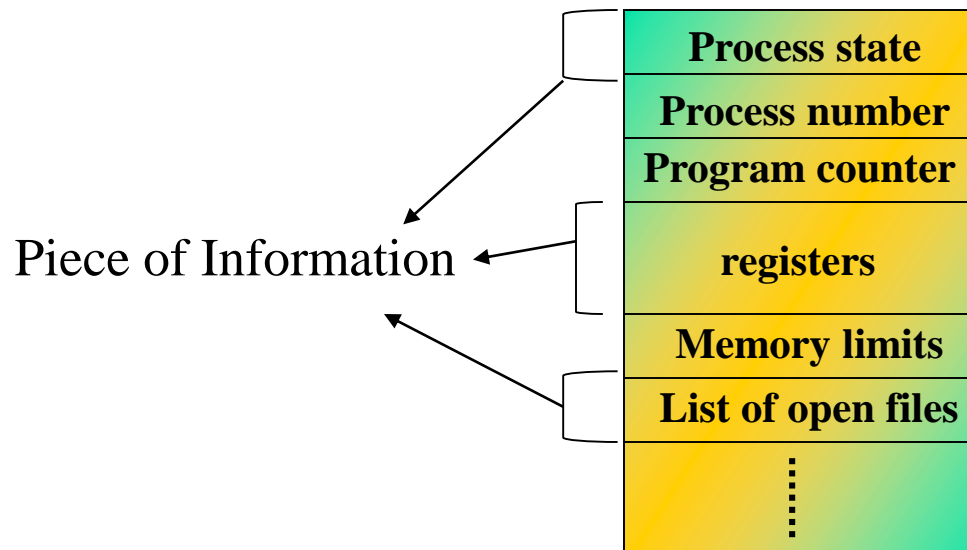 Process state
Process number
Program counter
Piece of Information
registers
Memory limits
List of open files